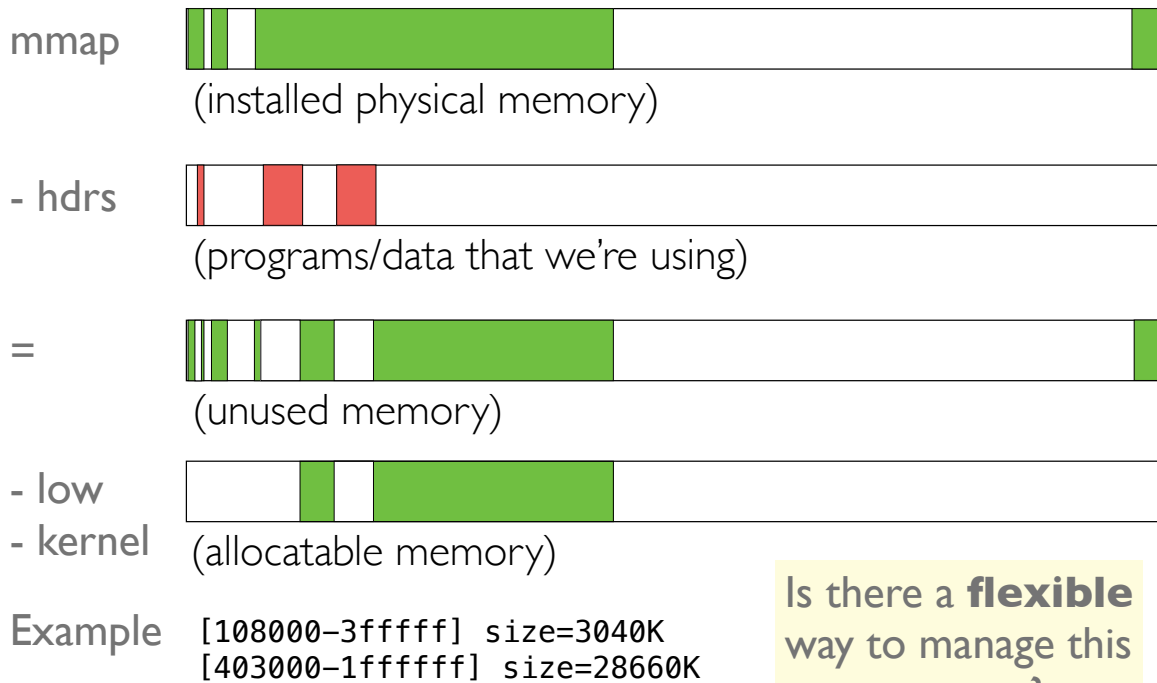 mmap
(installed physical memory)
- hdrs
(programs/data that we're using)
=
(unused memory)
- low
- kernel
(allocatable memory)
Example
[108000-3fffff] size=3040K
[403000-1ffffff] size=28660K
Is there a flexible
way to manage this